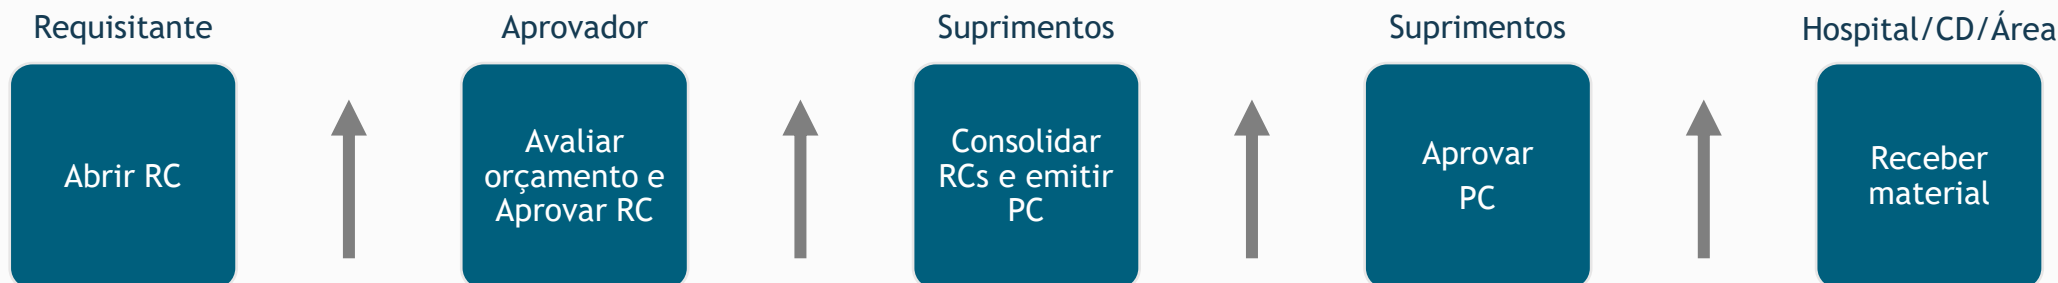 Requisitante
Aprovador
Suprimentos
Suprimentos
Hospital/CD/Área
Abrir RC
Avaliar
orçamento e
Aprovar RC
Consolidar
RCs e emitir
PC
Aprovar
PC
Receber
material